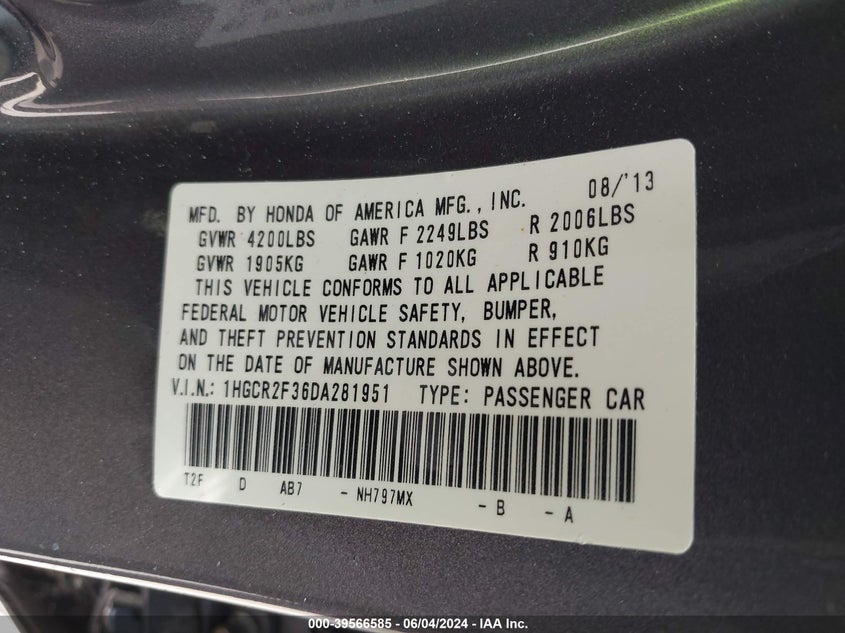 MFD. BY HONDA OF AMERICA MFG., INC. 08/'13
GVWR 4200LBS GAWR F 2249LBS R 2006LBS
GVWR 1905KG GAWR F 1020KG R 910KG
THIS VEHICLE CONFORMS TO ALL APPLICABLE
FEDERAL MOTOR VEHICLE SAFETY, BUMPER,
AND THEFT PREVENTION STANDARDS IN EFFECT
ON THE DATE OF MANUFACTURE SHOWN ABOVE.
V.I.N.: 1HGCR2F36DA281951 TYPE: PASSENGER CAR
T2F D AB7 - NH797MX - B - A
000-39566585 - 06/04/2024 - IAA Inc.